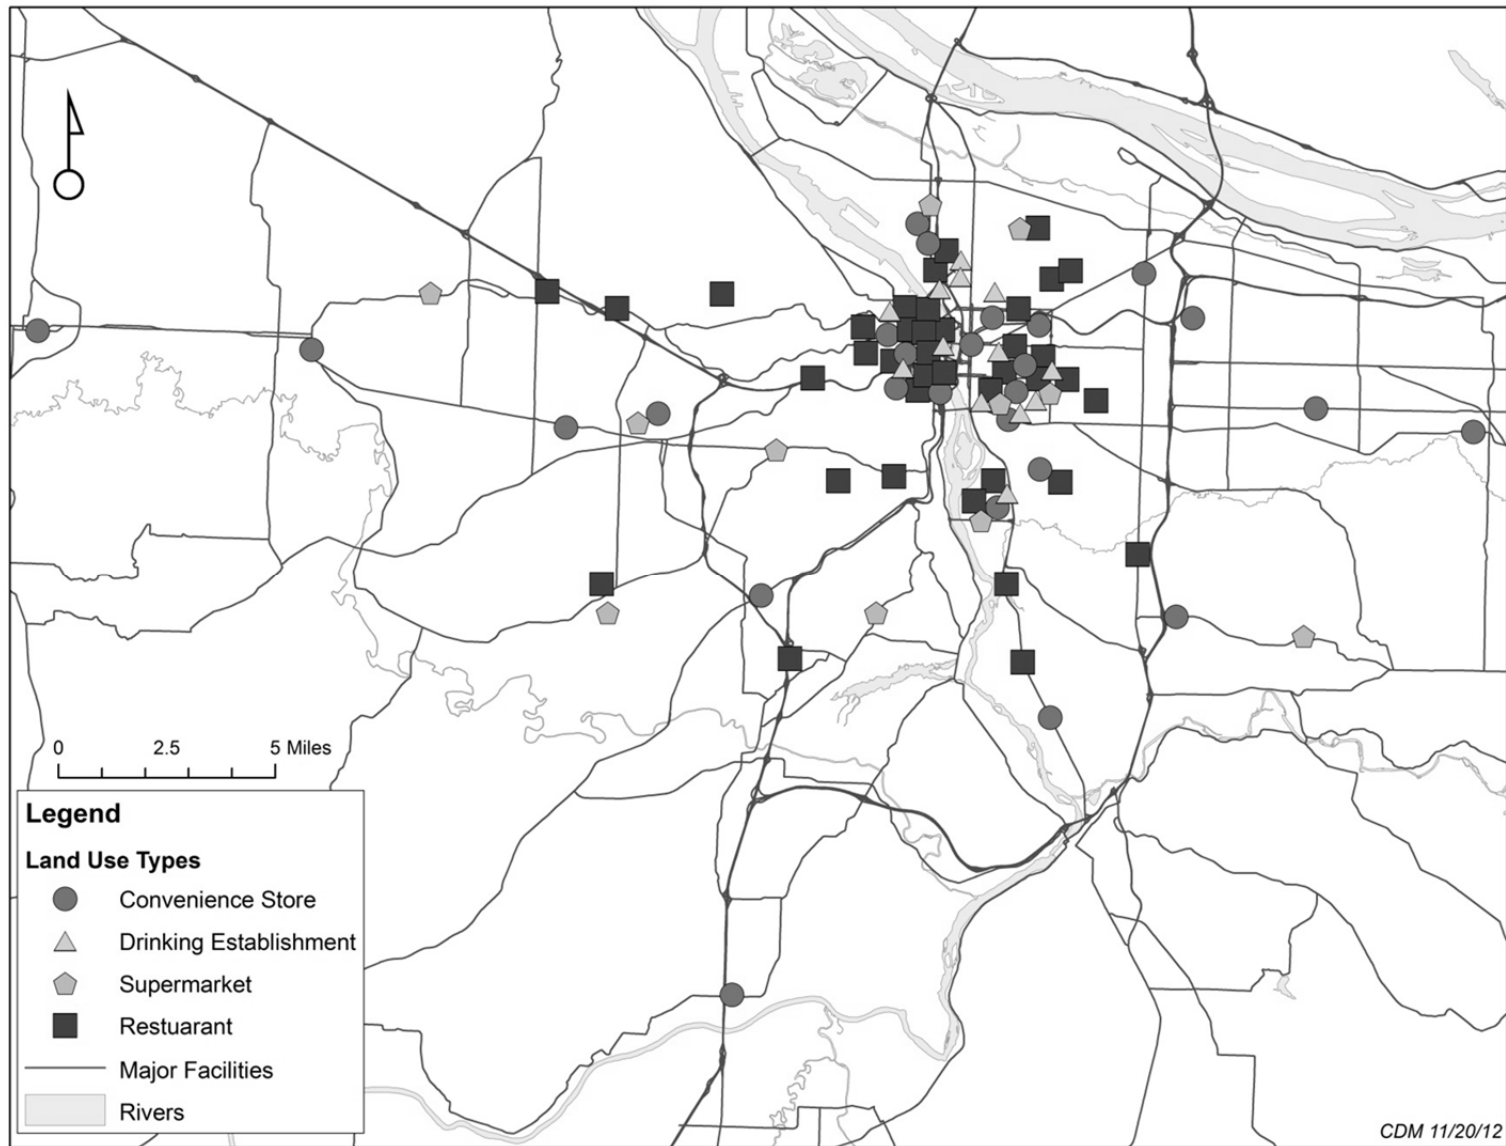 0 2.5 5 Miles
Legend
Land Use Types
Convenience Store
Drinking Establishment
Supermarket
Restuarant
Major Facilities
Rivers
CDM 11/20/12